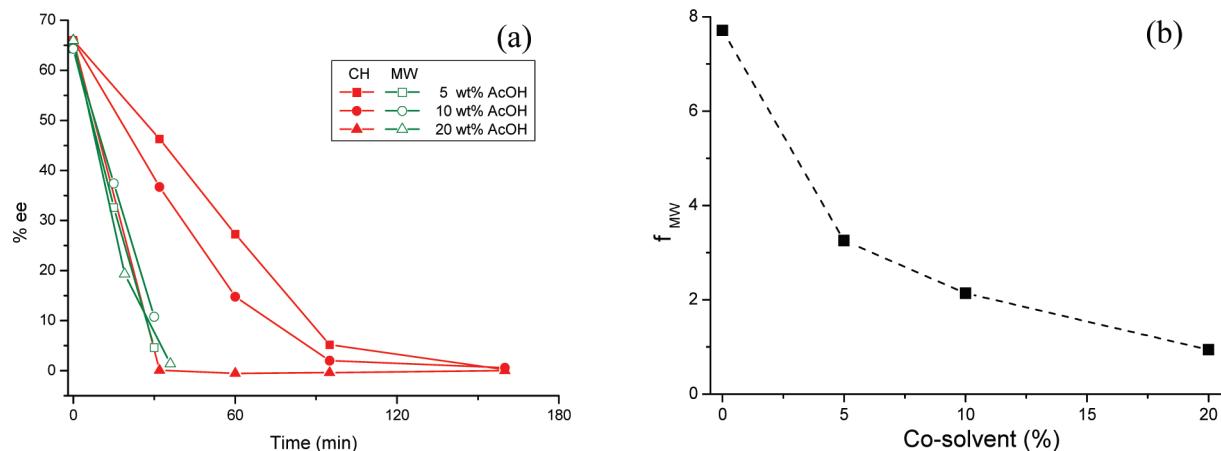 (a)
70
60
50
40
30
20
10
0
% ee
CH MW
5 wt% AcOH
10 wt% AcOH
20 wt% AcOH
0 60 120 180
Time (min)
(b)
8
6
4
2
0
f MW
0 5 10 15 20
Co-solvent (%)